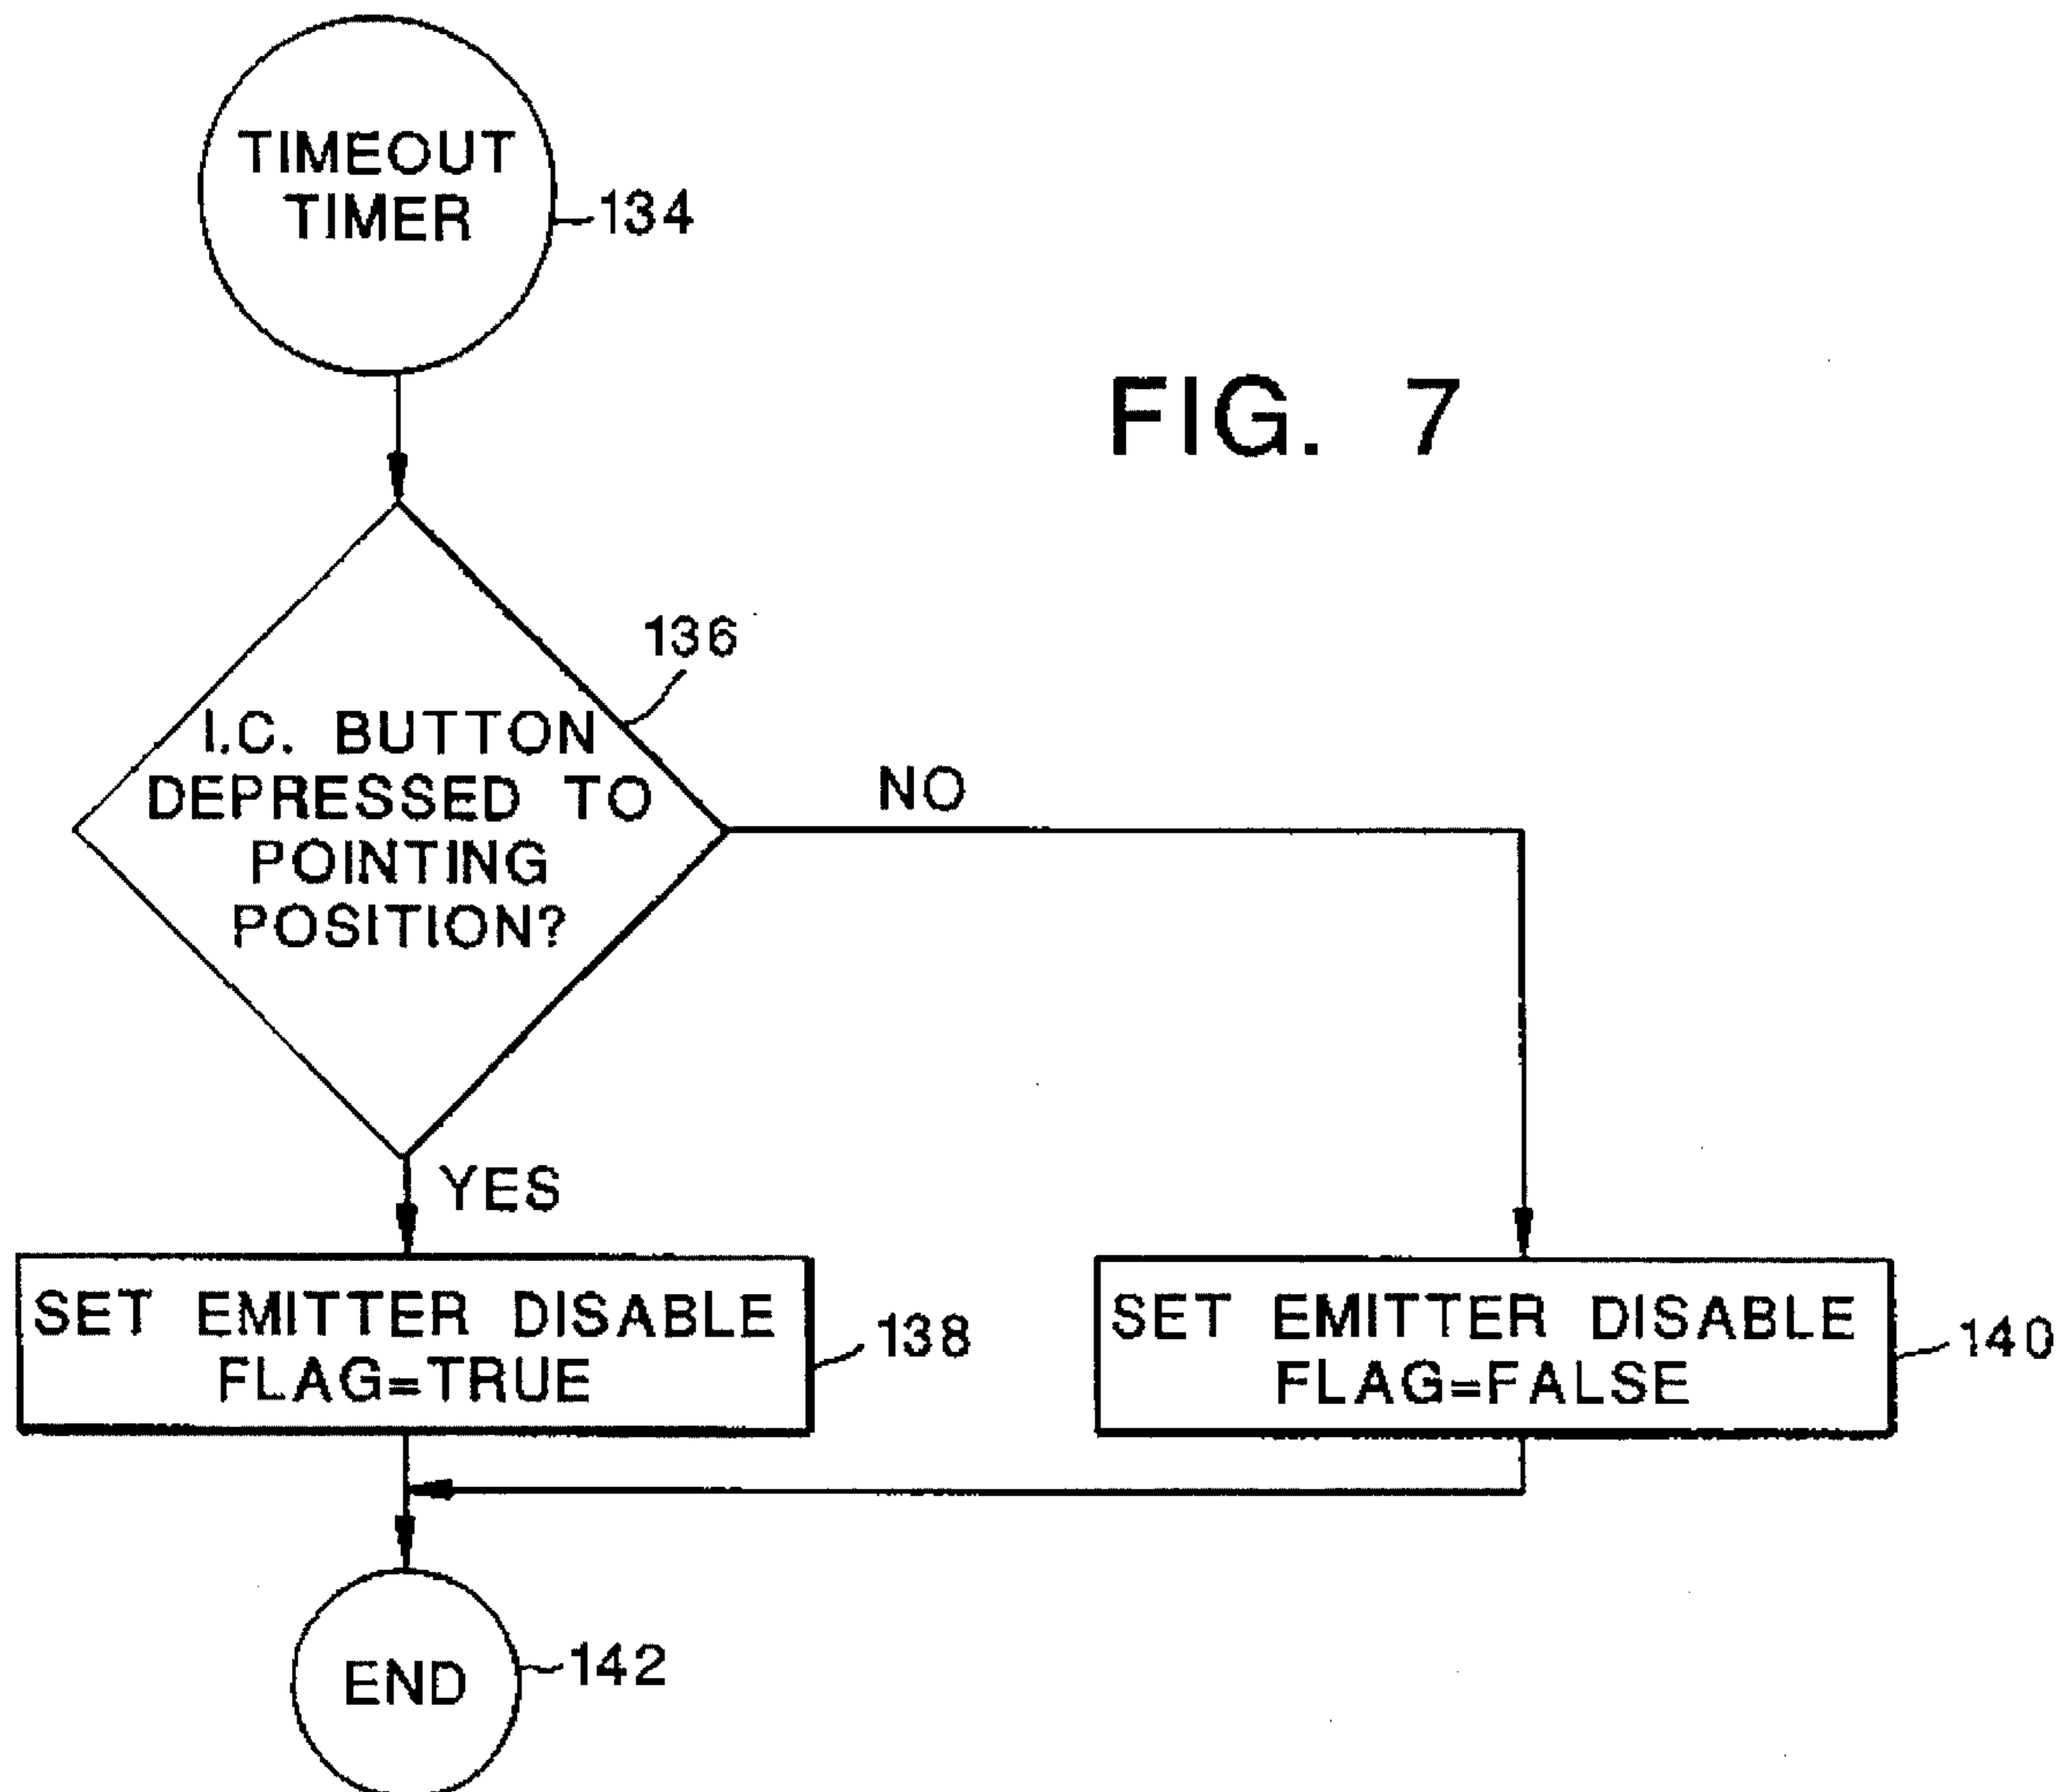 TIMEOUT
TIMER
134
FIG. 7
136
I.C. BUTTON
DEPRESSED TO
POINTING
POSITION?
NO
YES
SET EMITTER DISABLE
FLAG=TRUE
138
SET EMITTER DISABLE
FLAG=FALSE
140
END
142